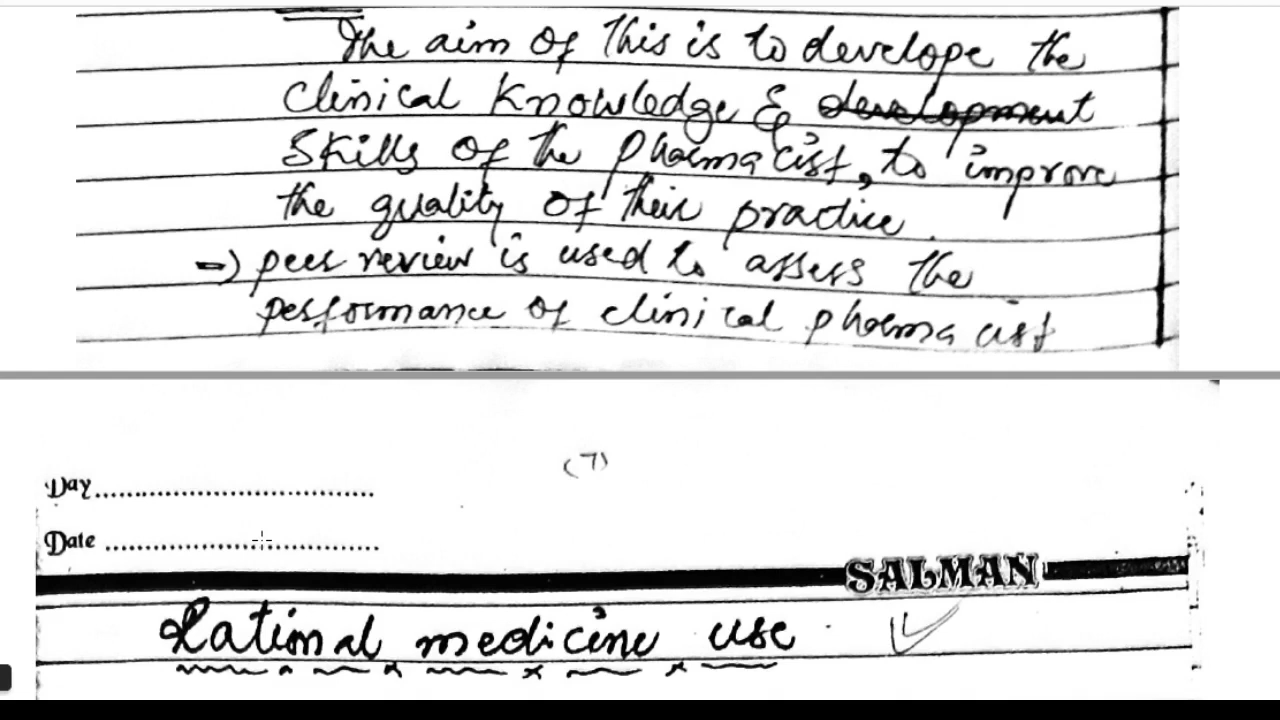 The aim of this is to develope the
clinical knowledge & development
skills of the pharmacist, to improve
the quality of their practice.
=) peer review is used to assess the
performance of clinical pharmacist
(7)
Day
Date
SALMAN
Rational medicine use